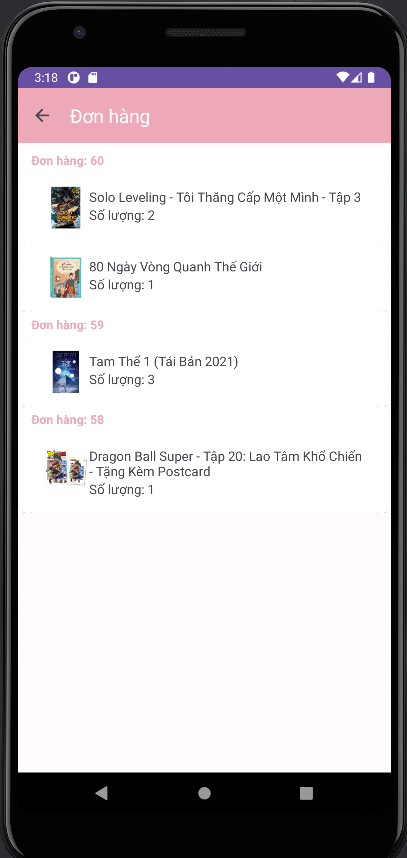 3:18
Đơn hàng
Đơn hàng: 60
Solo Leveling - Tôi Thăng Cấp Một Mình - Tập 3
Số lượng: 2
80 Ngày Vòng Quanh Thế Giới
Số lượng: 1
Đơn hàng: 59
Tam Thể 1 (Tái Bản 2021)
Số lượng: 3
Đơn hàng: 58
Dragon Ball Super - Tập 20: Lao Tâm Khổ Chiến
- Tặng Kèm Postcard
Số lượng: 1